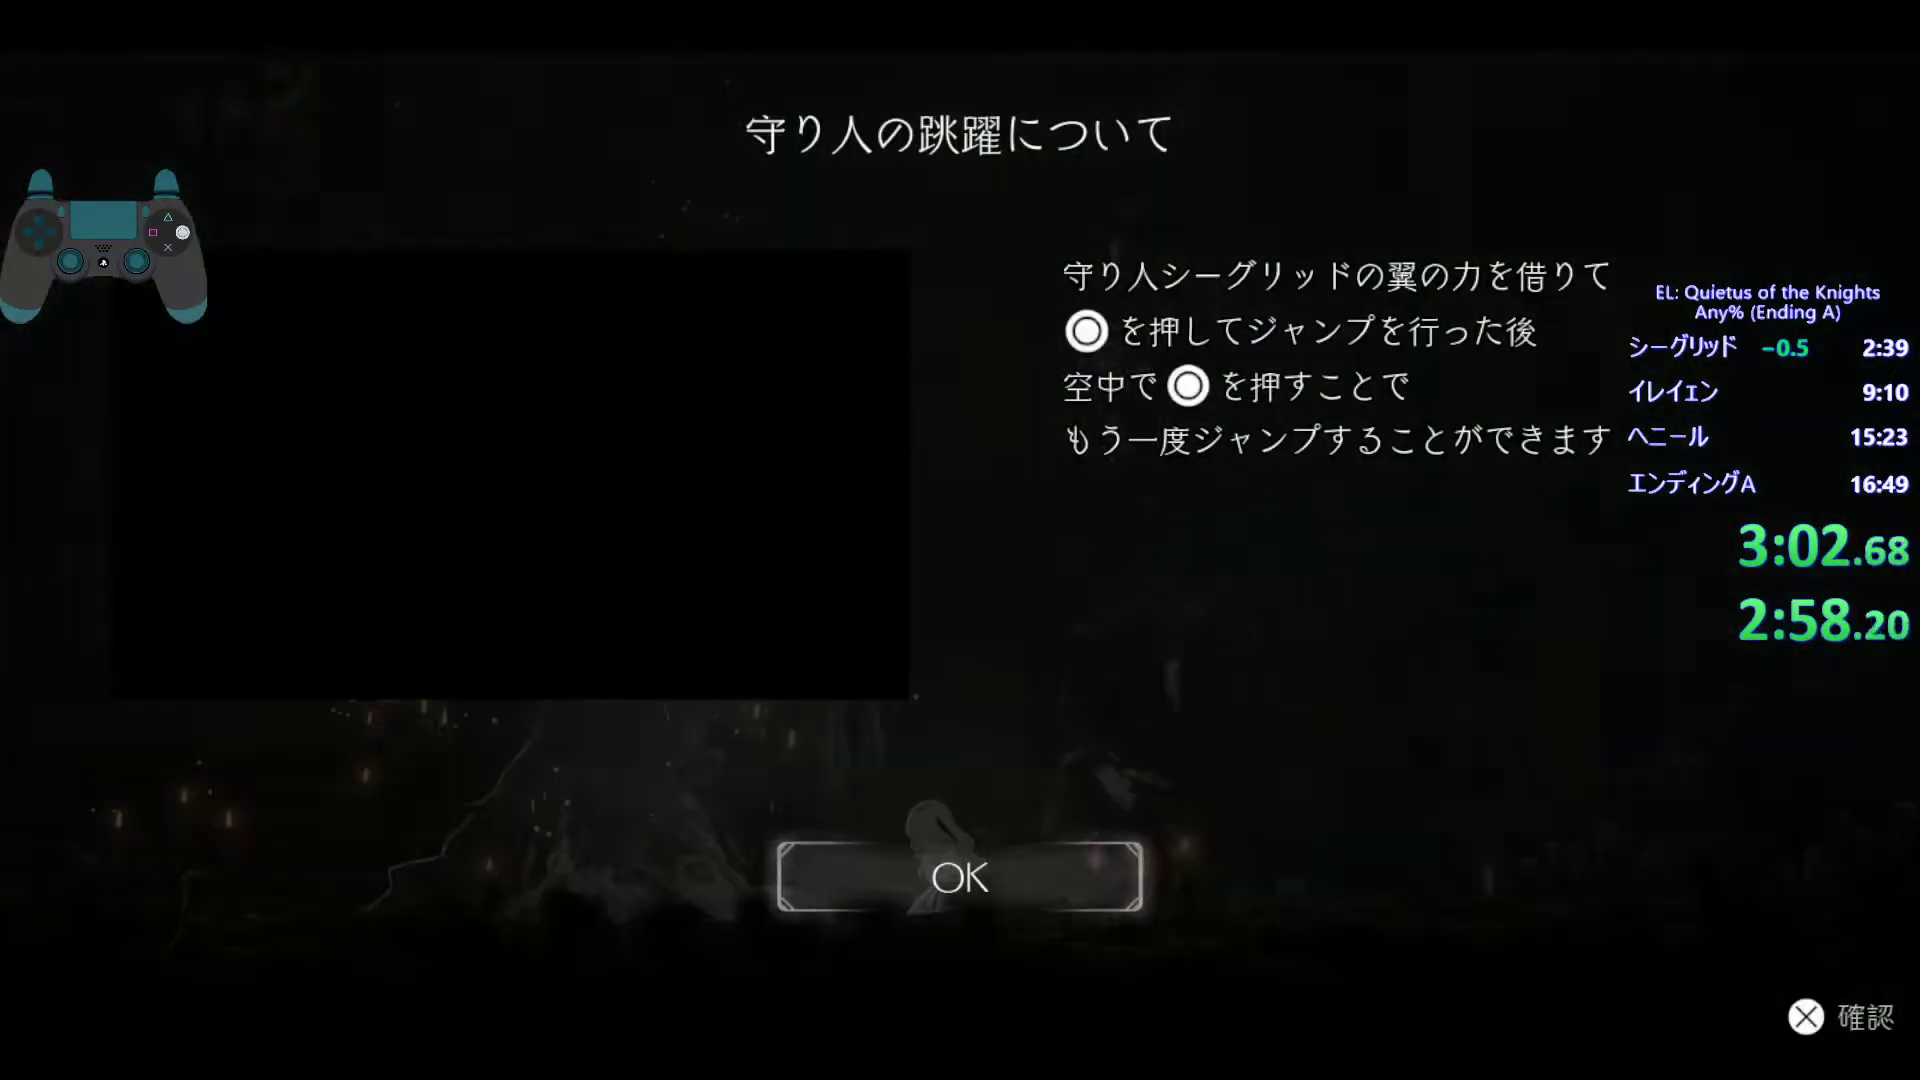 守り人の跳躍について
守り人シーグリッドの翼の力を借りて
を押してジャンプを行った後
空中で を押すことで
もう一度ジャンプすることができます
OK
確認
EL: Quietus of the Knights
Any% (Ending A)
シーグリッド -0.5 2:39
イレイェン 9:10
ヘニール 15:23
エンディングA 16:49
3:02.68
2:58.20